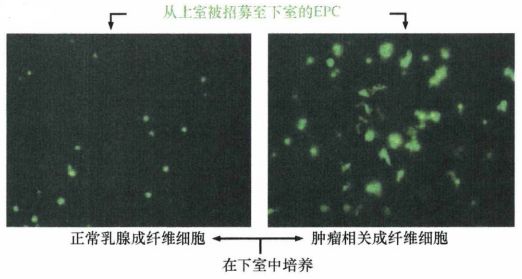 从上室被招募至下室的EPC
正常乳腺成纤维细胞
肿瘤相关成纤维细胞
在下室中培养